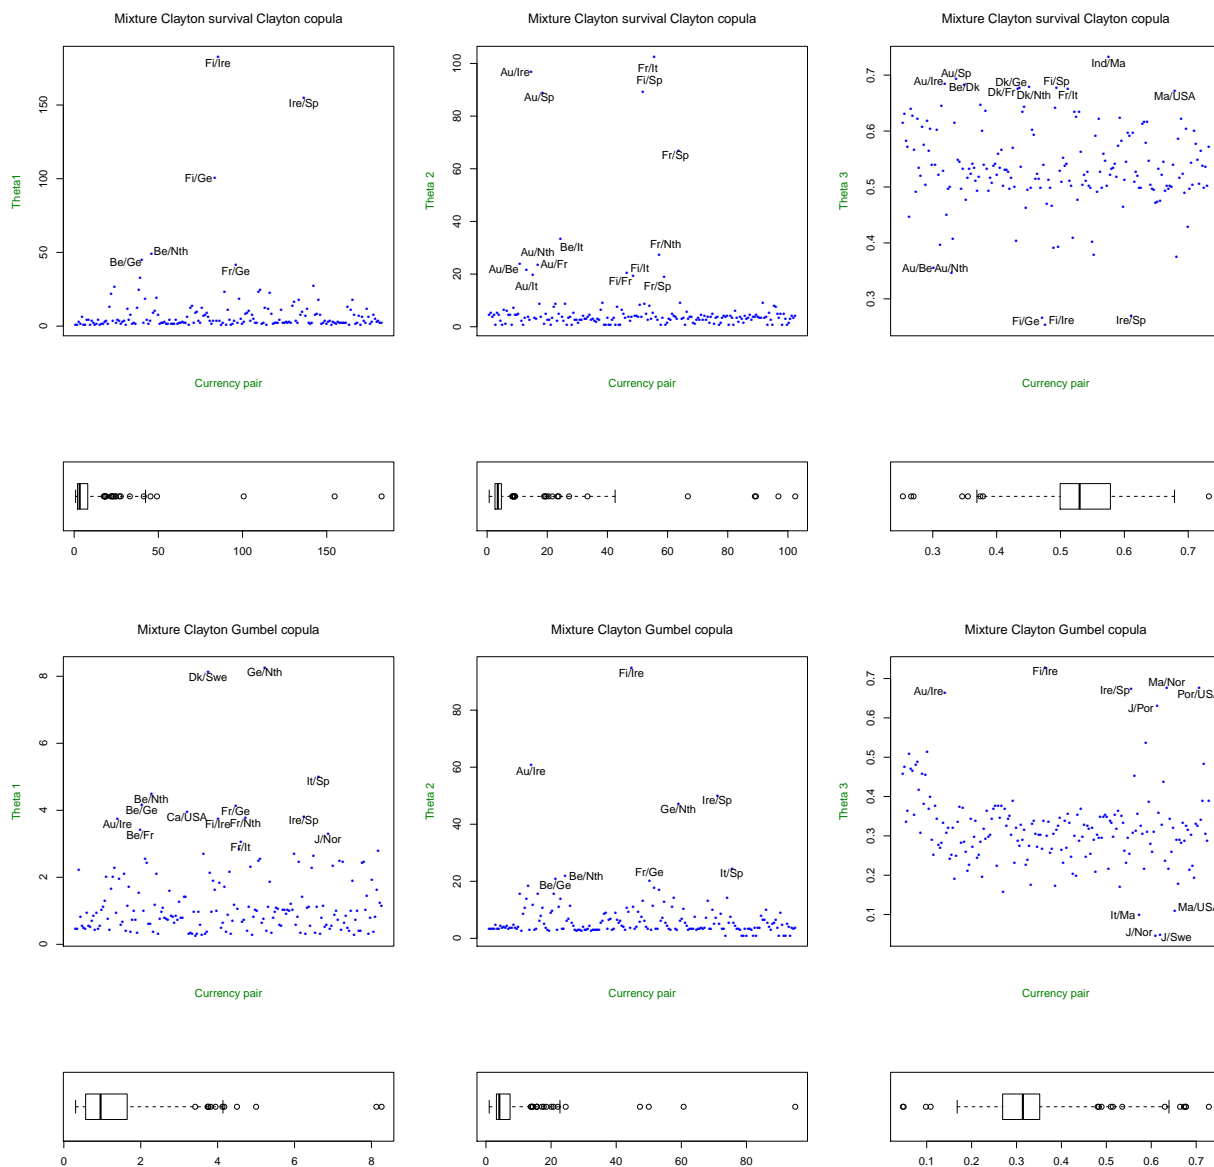 Mixture Clayton survival Clayton copula
Theta1
150
100
50
0
Fi/Ire
Ire/Sp
Fi/Ge
Be/Nth
Be/Ge
Fr/Ge
Currency pair
0 50 100 150
Mixture Clayton survival Clayton copula
Theta 2
100
80
60
40
20
0
Fr/It
Au/Ire
Fi/Sp
Au/Sp
Fr/Sp
Be/It
Fr/Nth
Au/Nth
Au/Fr
Au/Be
Fi/It
Au/It
Fi/Fr
Fr/Sp
Currency pair
0 20 40 60 80 100
Mixture Clayton survival Clayton copula
Theta 3
0.7
0.6
0.5
0.4
0.3
Ind/Ma
Au/Sp
Au/Ire
Be/Dk
Dk/Ge
Fi/Sp
Dk/Fr
Dk/Nth
Fr/It
Ma/USA
Au/Be
Au/Nth
Fi/Ge
Fi/Ire
Ire/Sp
Currency pair
0.3 0.4 0.5 0.6 0.7
Mixture Clayton Gumbel copula
Theta 1
8
6
4
2
0
Dk/Swe
Ge/Nth
It/Sp
Be/Nth
Be/Ge
Ca/USA
Fr/Ge
Au/Ire
Fi/Ire
Fr/Nth
Ire/Sp
Be/Fr
Fr/It
J/Nor
Currency pair
0 2 4 6 8
Mixture Clayton Gumbel copula
Theta 2
80
60
40
20
0
Fi/Ire
Au/Ire
Ire/Sp
Ge/Nth
It/Sp
Fr/Ge
Be/Nth
Be/Ge
Currency pair
0 20 40 60 80
Mixture Clayton Gumbel copula
Theta 3
0.7
0.6
0.5
0.4
0.3
0.2
0.1
Fi/Ire
Au/Ire
Ire/Sp
Ma/Nor
Por/US
J/Por
It/Ma
Ma/US
J/Nor
J/Swe
Currency pair
0.1 0.2 0.3 0.4 0.5 0.6 0.7